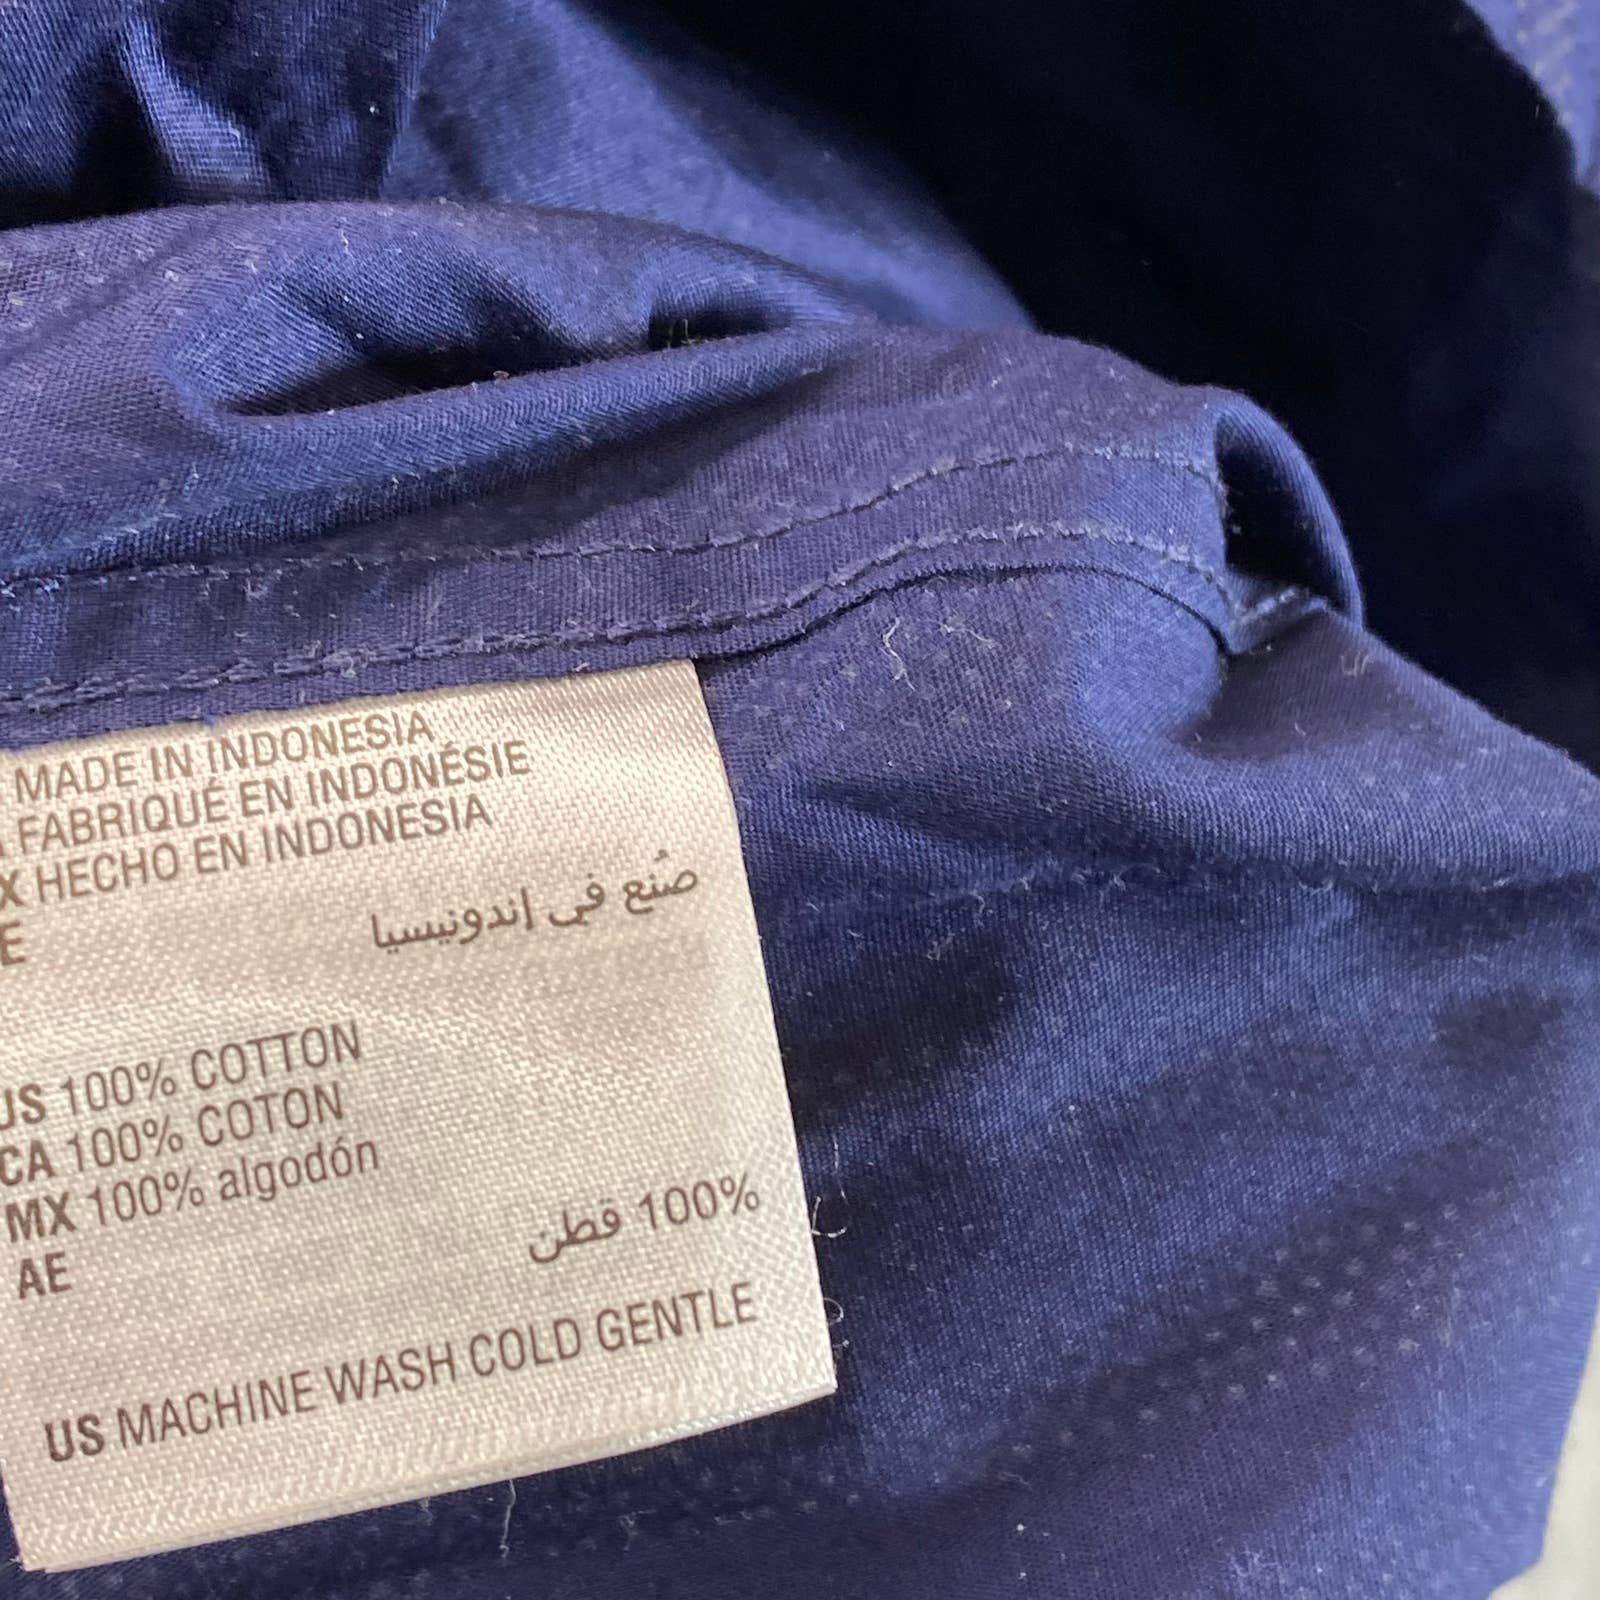 MADE IN INDONESIA
FABRIQUÉ EN INDONÉSIE
X HECHO EN INDONESIA
E
صُنع في إندونيسيا
US 100% COTTON
CA 100% COTON
MX 100% algodón
AE
100% قطن
US MACHINE WASH COLD GENTLE